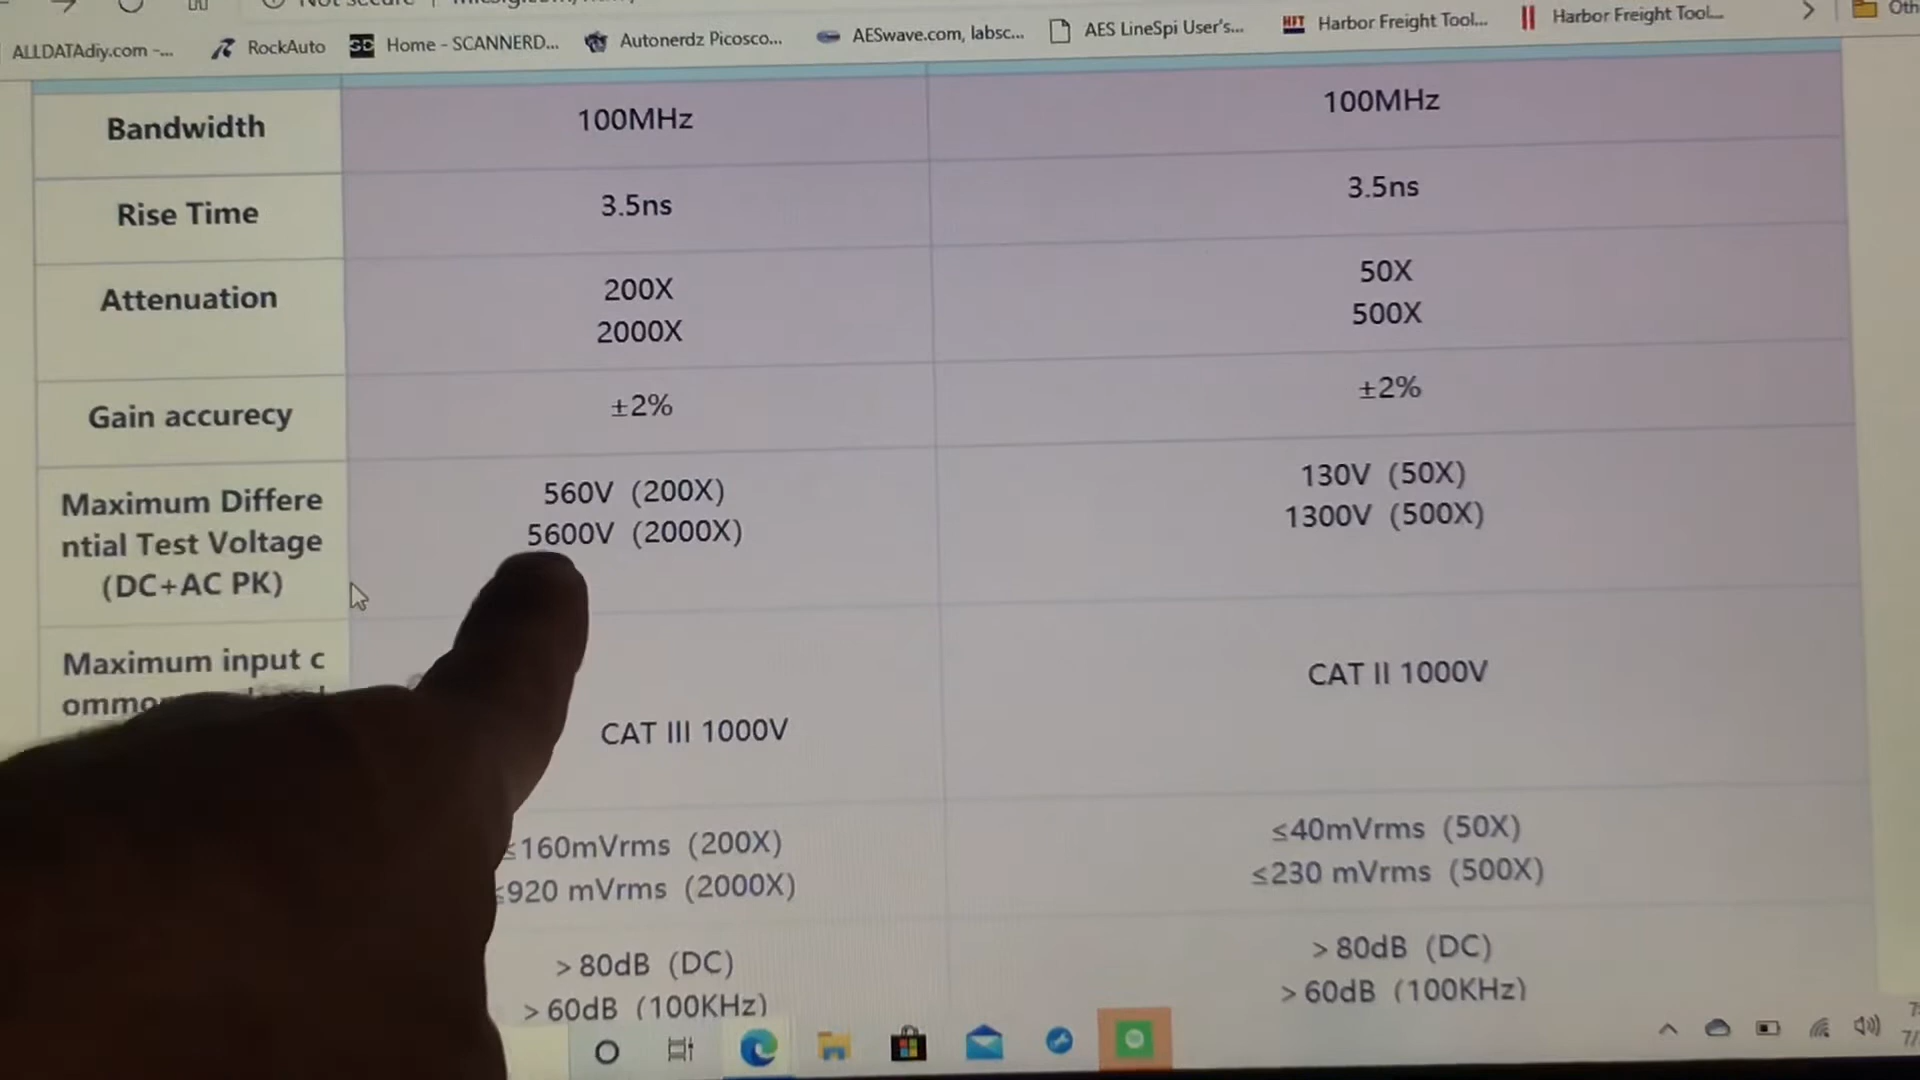 ALLDATAdiy.com -... RockAuto Home - SCANNERD... Autonerdz Picosco... AESwave.com, labsc... AES LineSpi User's... HFT Harbor Freight Tool... Harbor Freight Tool...
Bandwidth 100MHz 100MHz
Rise Time 3.5ns 3.5ns
Attenuation 200X 50X
2000X 500X
Gain accurecy ±2% ±2%
Maximum Differe 560V (200X) 130V (50X)
ntial Test Voltage 5600V (2000X) 1300V (500X)
(DC+AC PK)
Maximum input c
CAT III 1000V CAT II 1000V
≤160mVrms (200X) ≤40mVrms (50X)
≤920 mVrms (2000X) ≤230 mVrms (500X)
>80dB (DC) >80dB (DC)
>60dB (100KHz) >60dB (100KHz)